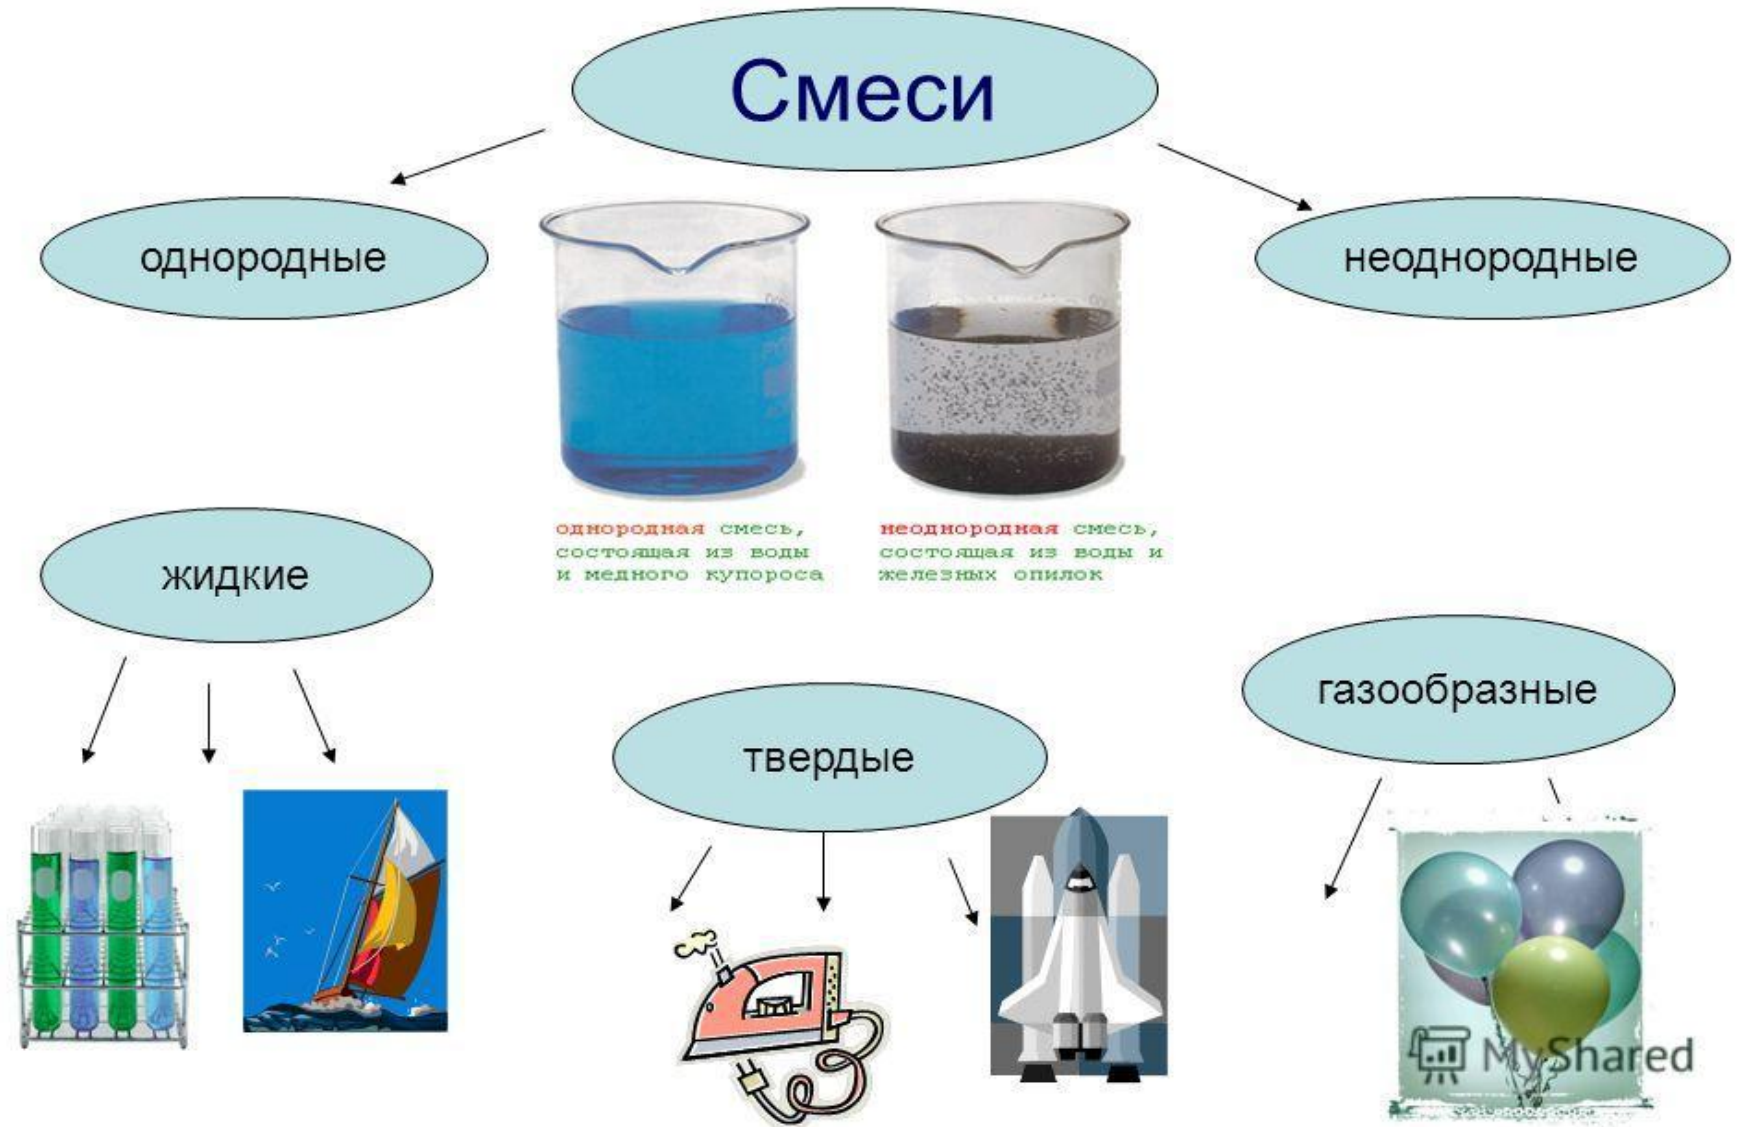 Смеси
однородные
неоднородные
однородная смесь,
состоящая из воды
и медного купороса
неоднородная смесь,
состоящая из воды и
железных опилок
жидкие
газообразные
твердые
MyShared